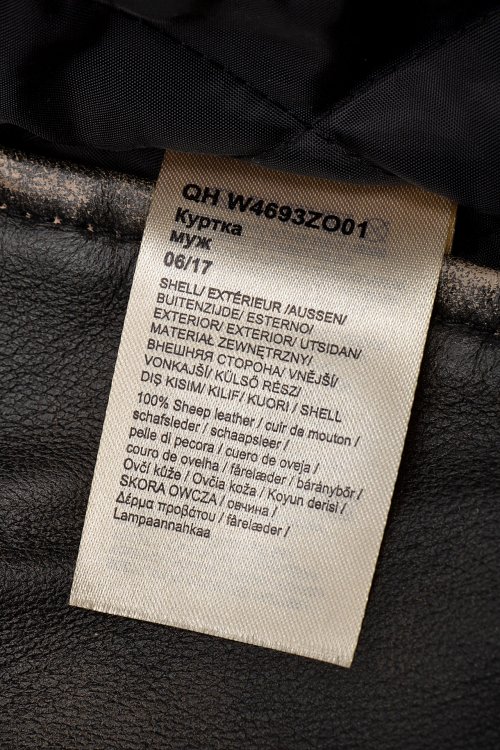 QH W4693ZO01
Куртка
муж
06/17
SHELL/ EXTÉRIEUR /AUSSEN/
BUITENZIJDE/ ESTERNO/
EXTERIOR/ EXTERIOR/ UTSIDAN/
MATERIAŁ ZEWNĘTRZNY/
ВНЕШНЯЯ СТОРОНА/ VNĚJŠÍ/
VONKAJŠÍ/ KÜLSŐ RÉSZ/
DIŞ KISIM/ KILIF/ KUORI / SHELL
100% Sheep leather / cuir de mouton /
schafsleder / schaapsleer /
pelle di pecora / cuero de oveja /
couro de ovelha / fårelæder / báránybőr /
Ovčí kůže / Ovčia koža / Koyun derisi /
SKORA OWCZA / овчина /
Δέρμα προβάτου / fårelæder /
Lampaannahkaa